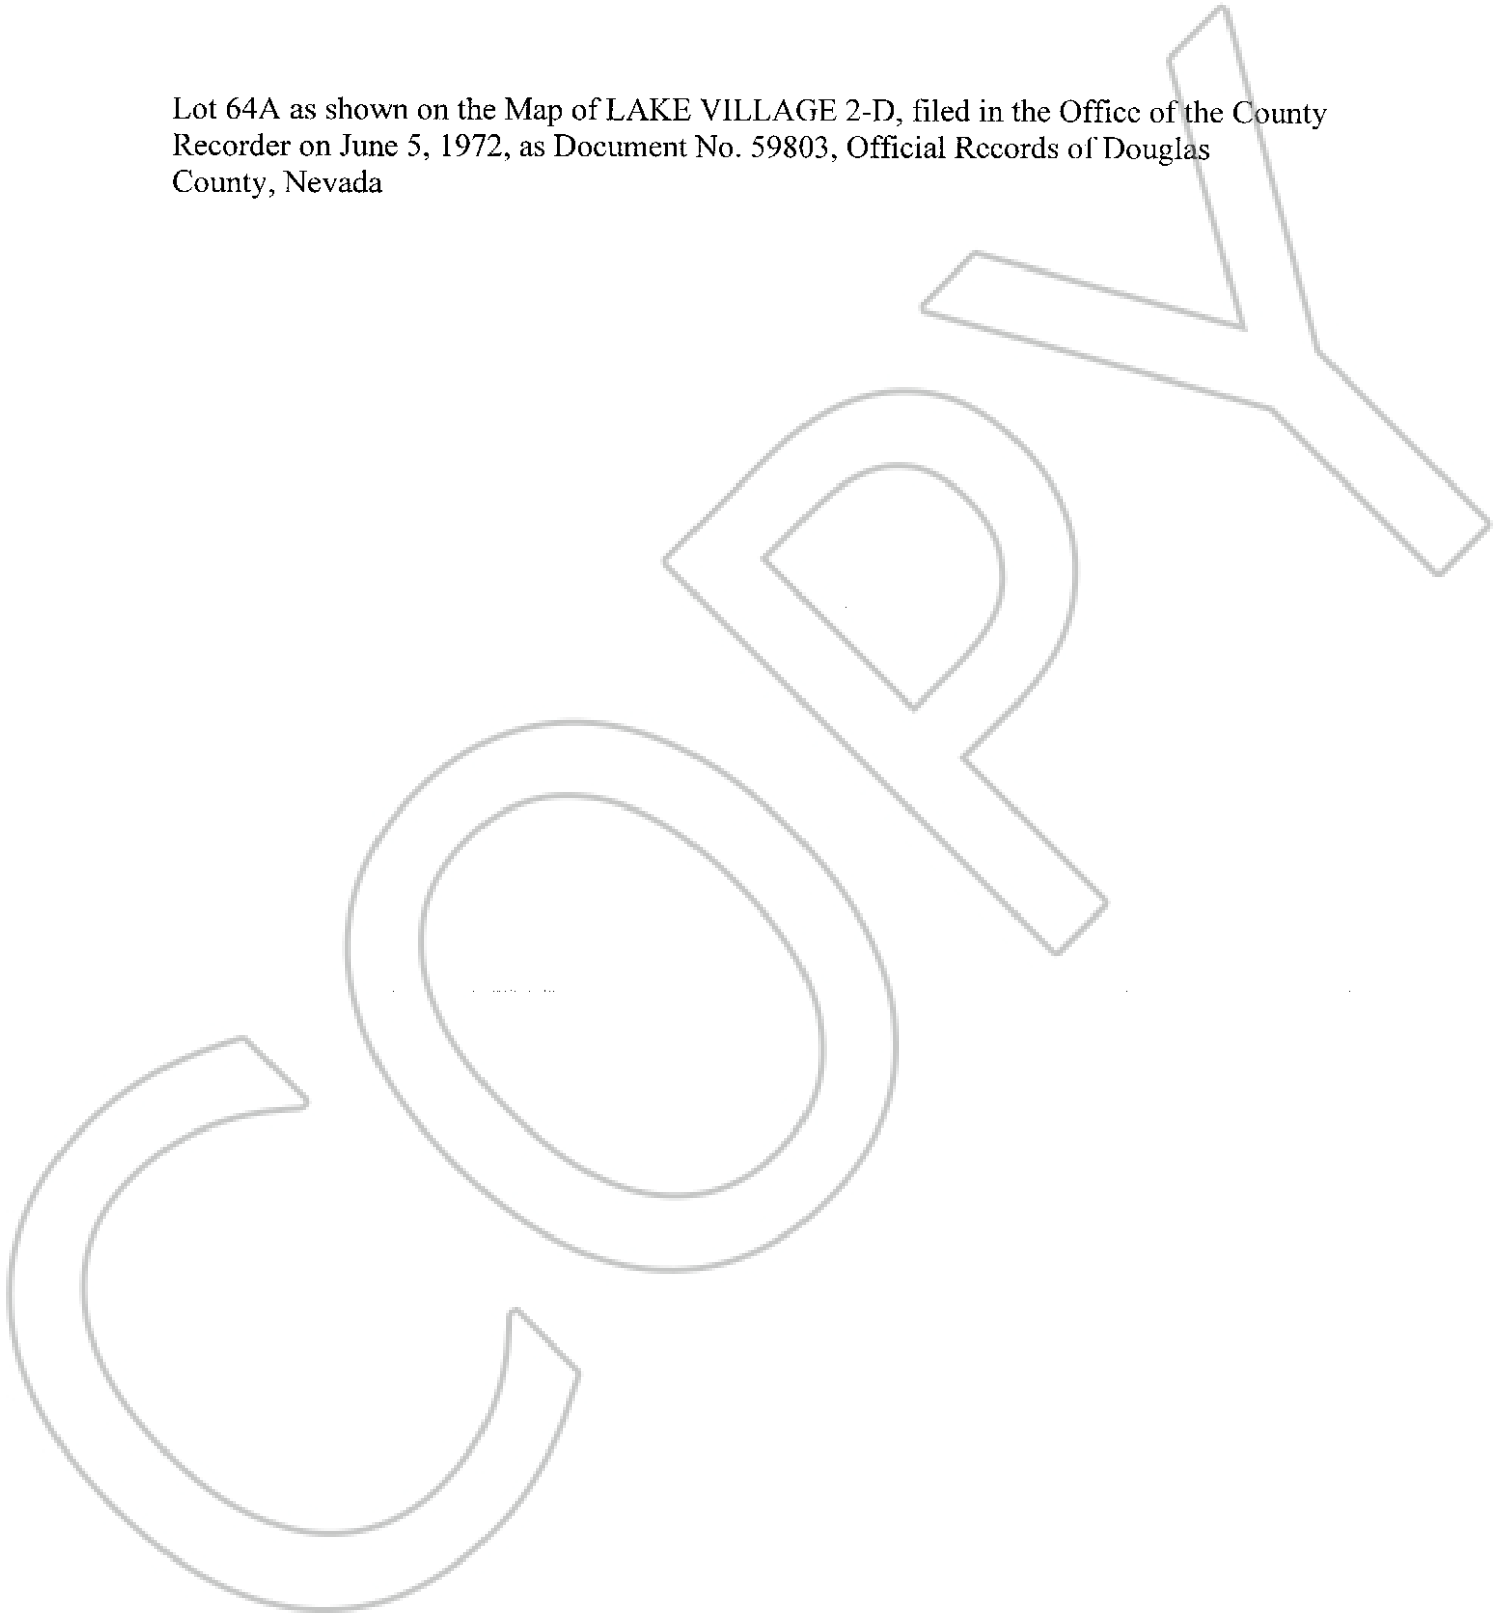 Lot 64A as shown on the Map of LAKE VILLAGE 2-D, filed in the Office of the County
Recorder on June 5, 1972, as Document No. 59803, Official Records of Douglas
County, Nevada
COPY